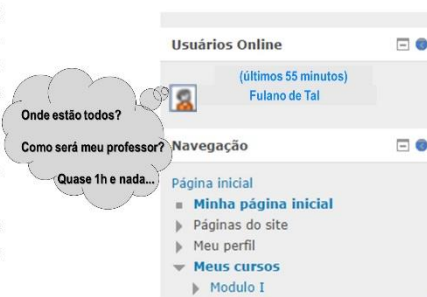 Usuários Online
(últimos 55 minutos)
Fulano de Tal
Onde estão todos?
Como será meu professor?
Quase 1h e nada...
Navegação
Página inicial
Minha página inicial
Páginas do site
Meu perfil
Meus cursos
Modulo I